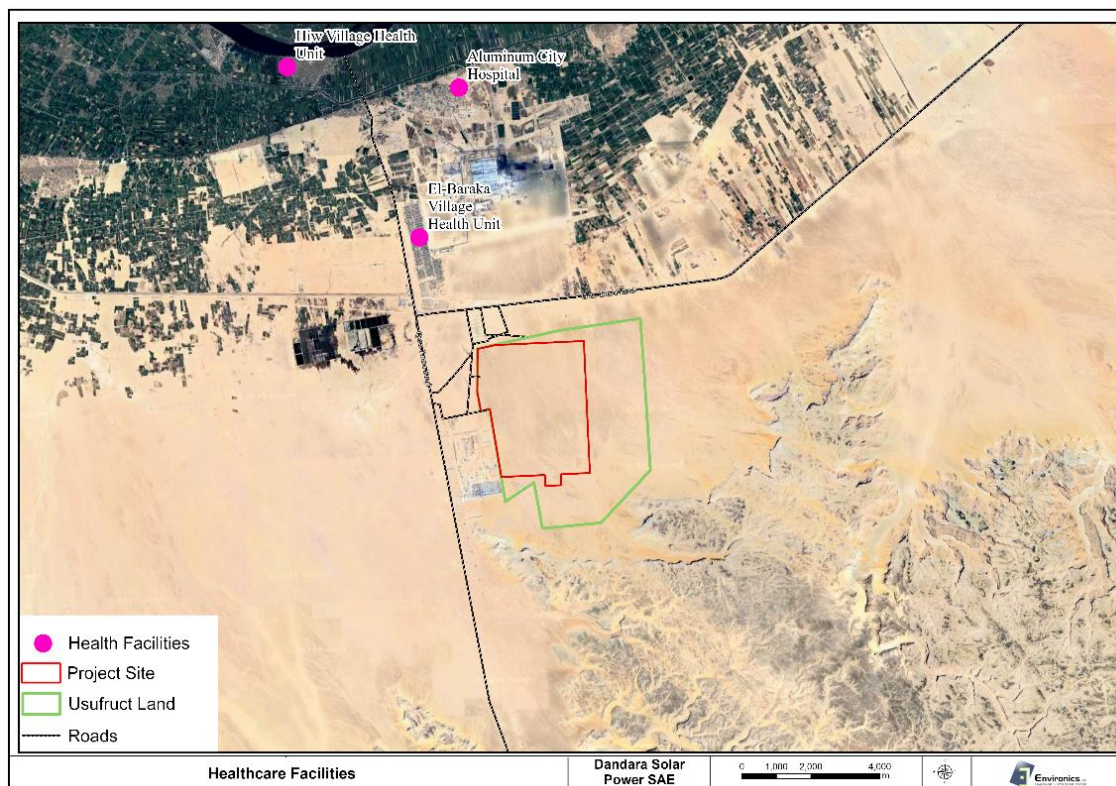 Hiw Village Health
Unit
Aluminum City
Hospital
El-Baraka
Village
Health Unit
Health Facilities
Project Site
Usufruct Land
Roads
Healthcare Facilities
Dandara Solar
Power SAE
0 1,000 2,000 4,000
m
Environics